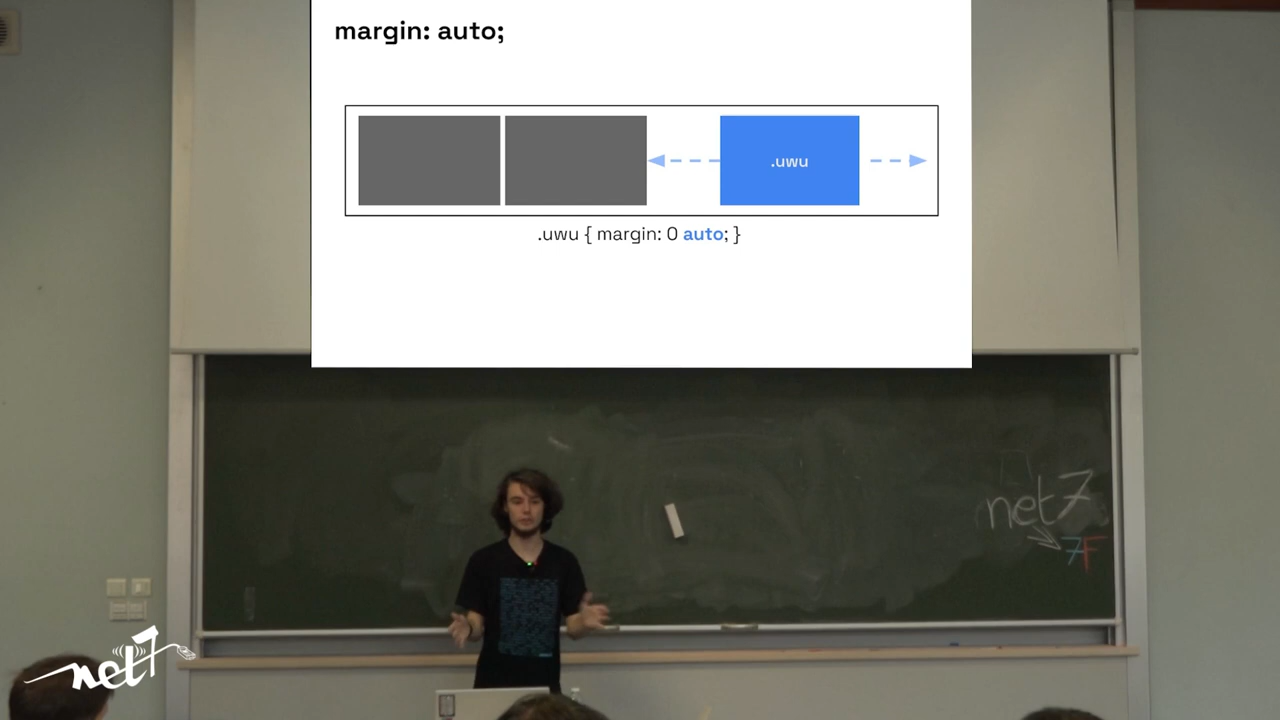 margin: auto;
.uwu
.uwu { margin: 0 auto; }
net7
7F
net7